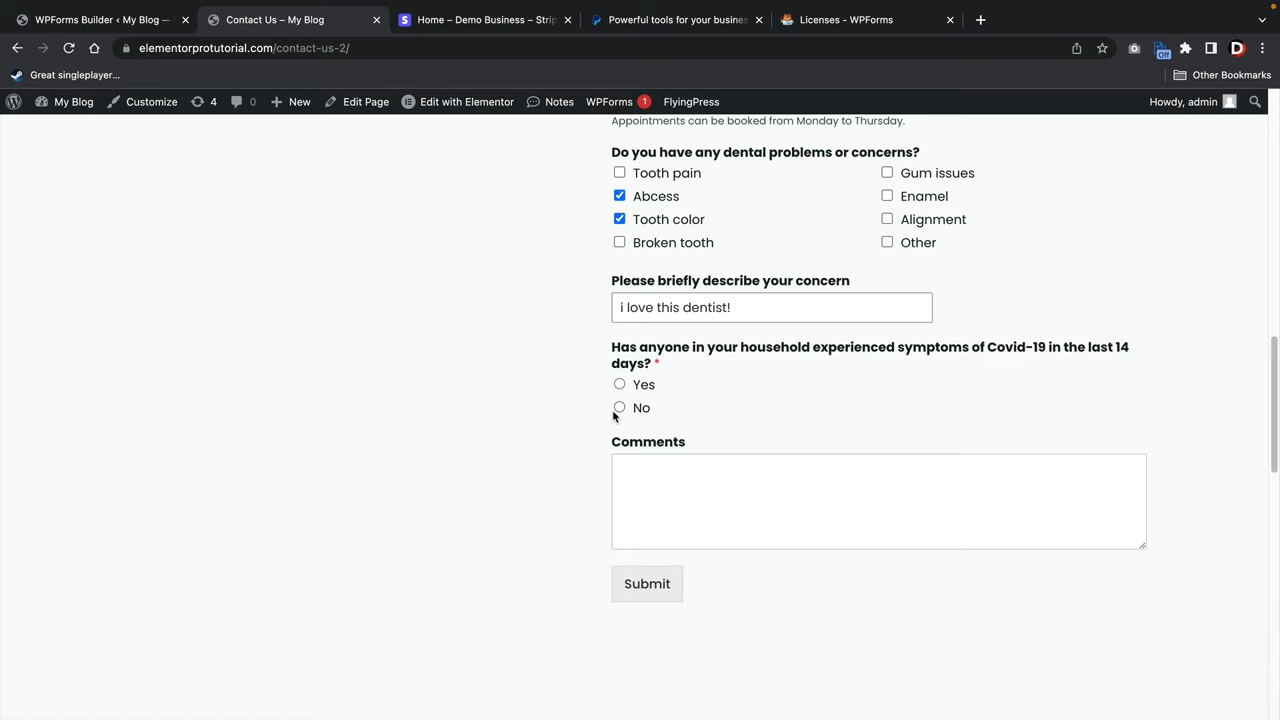 WPForms Builder ‹ My Blog —
Contact Us – My Blog
Home – Demo Business – Strip
Powerful tools for your busine
Licenses - WPForms
elementorprotutorial.com/contact-us-2/
Off
D
Great singleplayer...
Other Bookmarks
My Blog
Customize
4
0
New
Edit Page
Edit with Elementor
Notes
WPForms 1
FlyingPress
Howdy, admin
Appointments can be booked from Monday to Thursday.
Do you have any dental problems or concerns?
Tooth pain
Gum issues
Abcess
Enamel
Tooth color
Alignment
Broken tooth
Other
Please briefly describe your concern
i love this dentist!
Has anyone in your household experienced symptoms of Covid-19 in the last 14
days? *
Yes
No
Comments
Submit